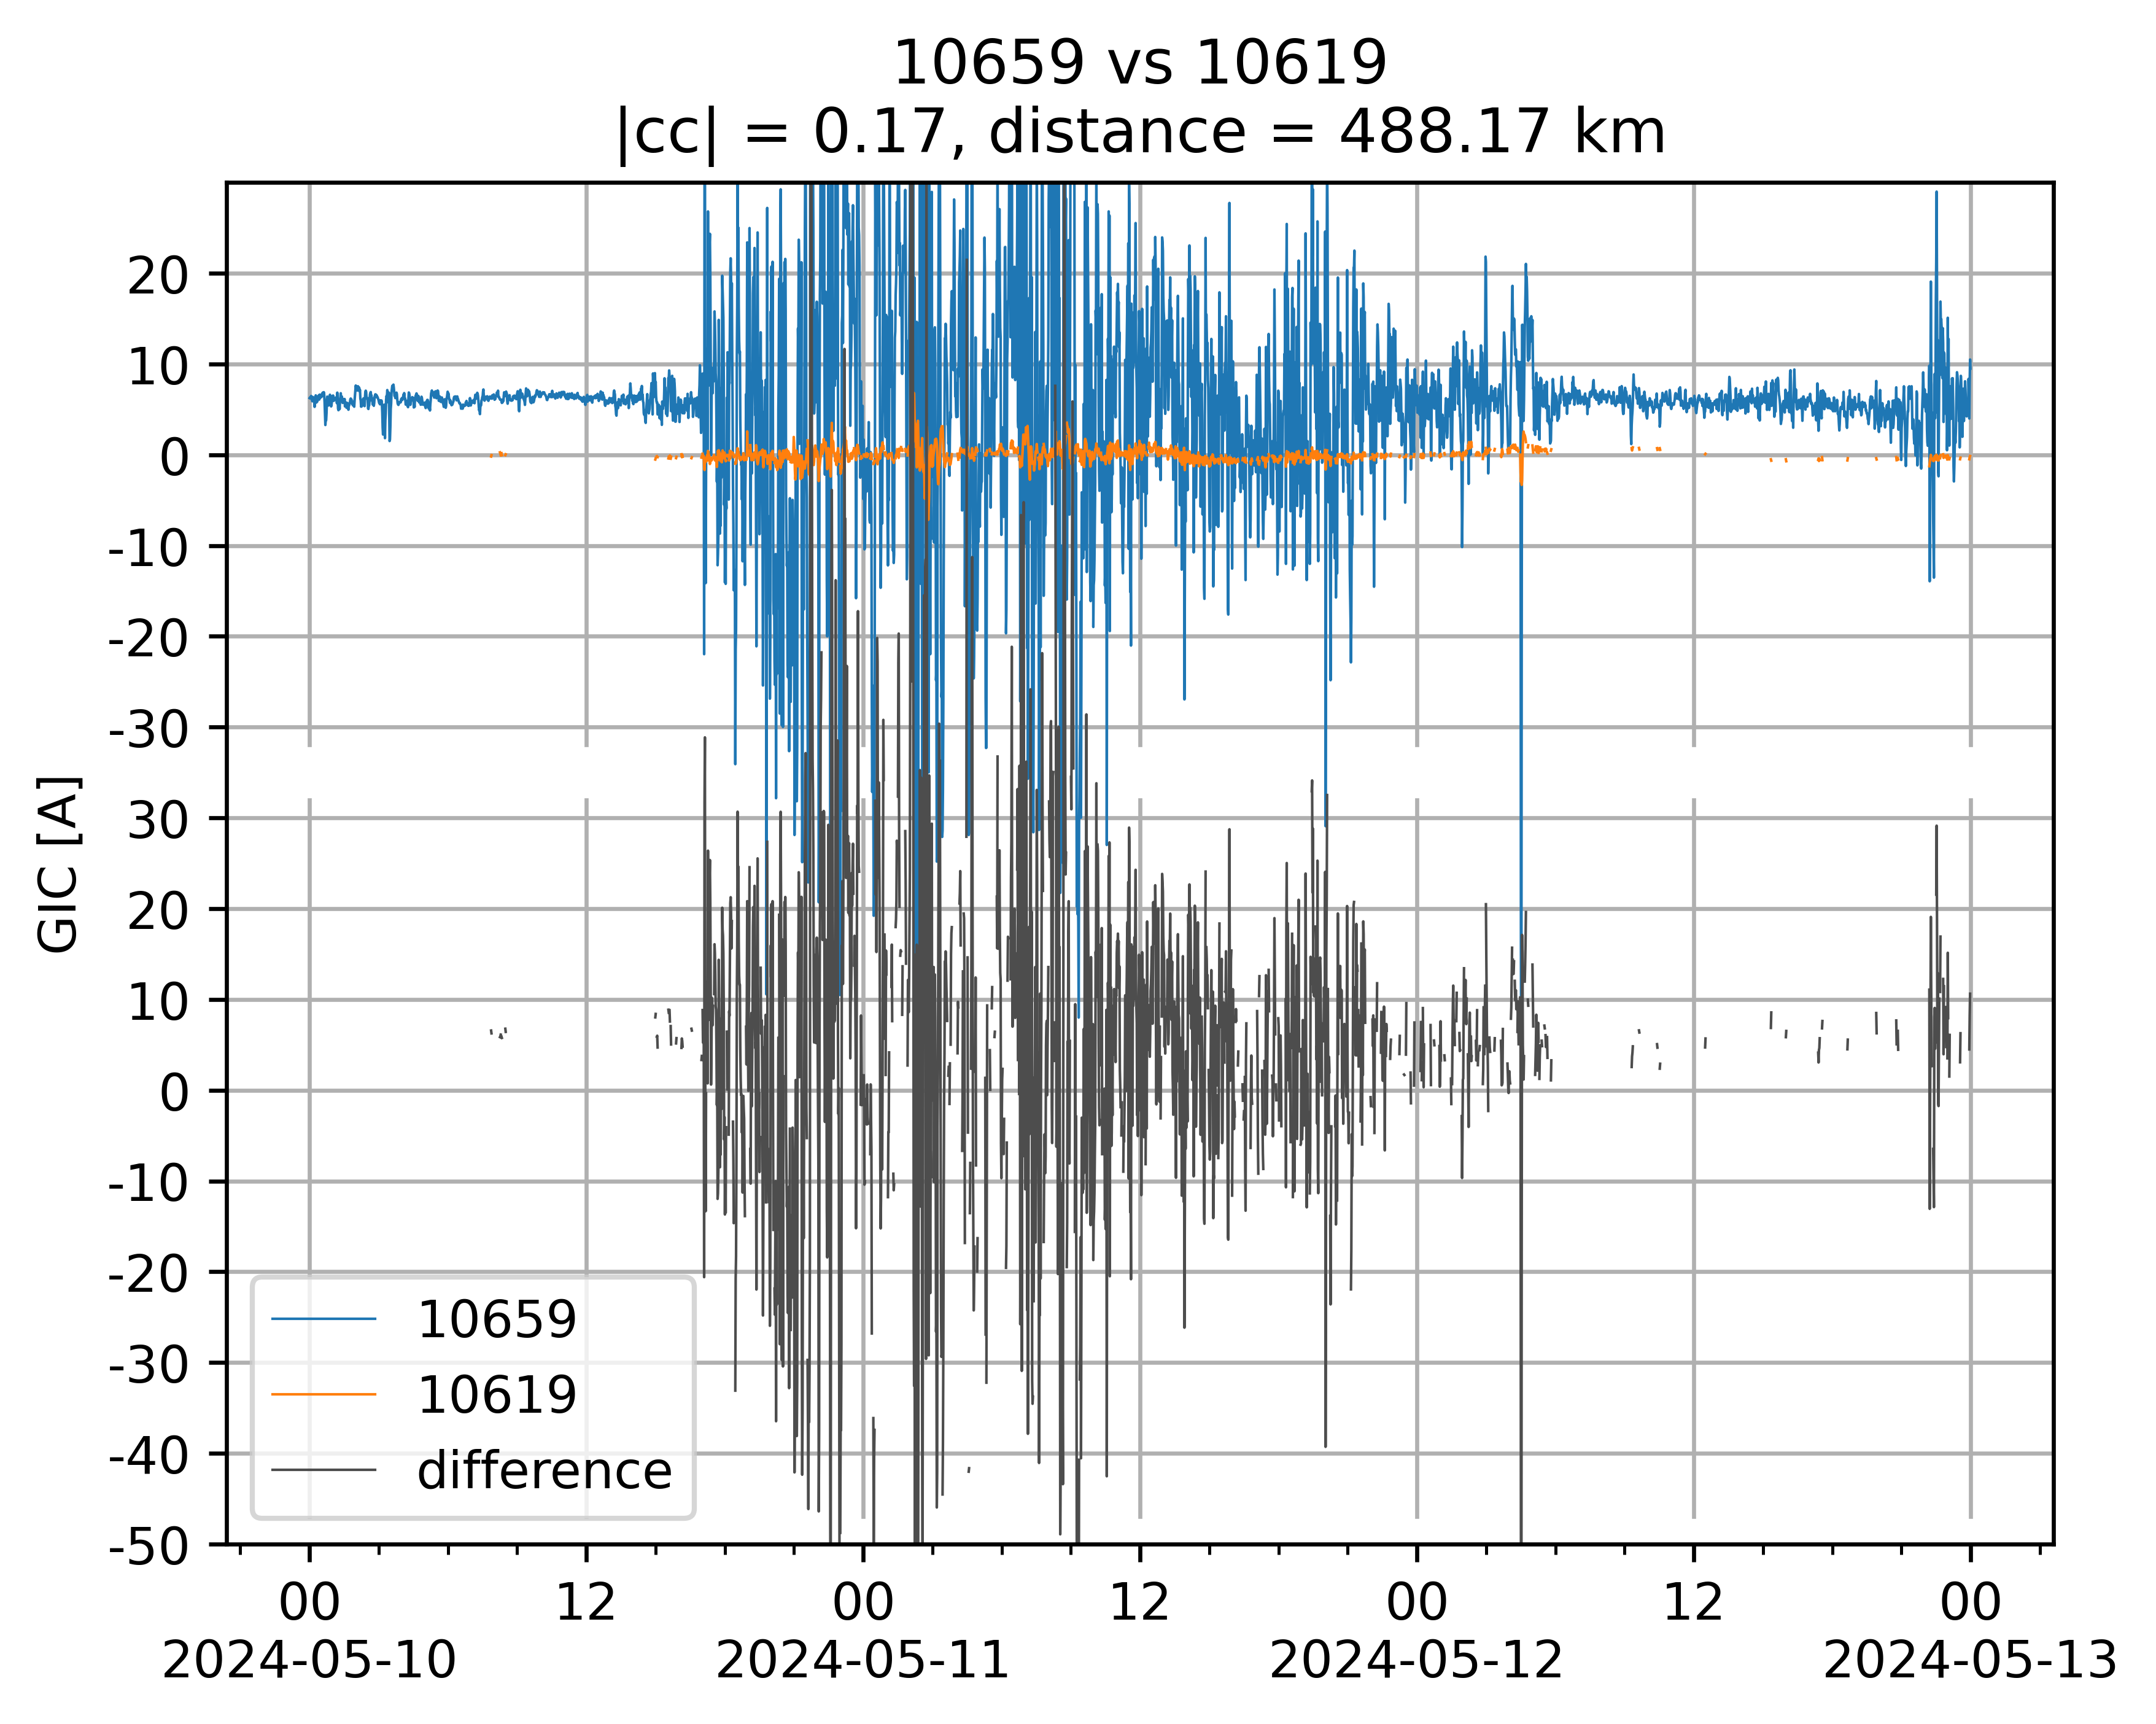 10659 vs 10619
|cc| = 0.17, distance = 488.17 km
GIC [A]
20
10
0
-10
-20
-30
30
20
10
0
-10
-20
-30
-40
-50
10659
10619
difference
00 12 00 12 00 12 00
2024-05-10 2024-05-11 2024-05-12 2024-05-13